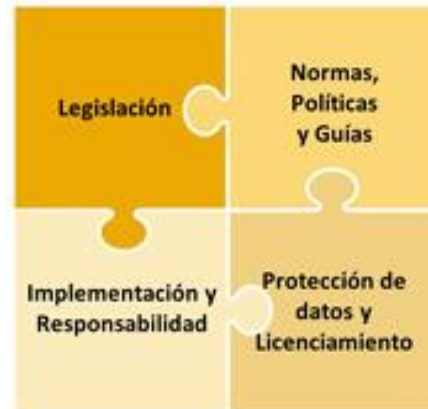 Legislación
Normas,
Políticas
y Guías
Implementación y
Responsabilidad
Protección de
datos y
Licenciamiento